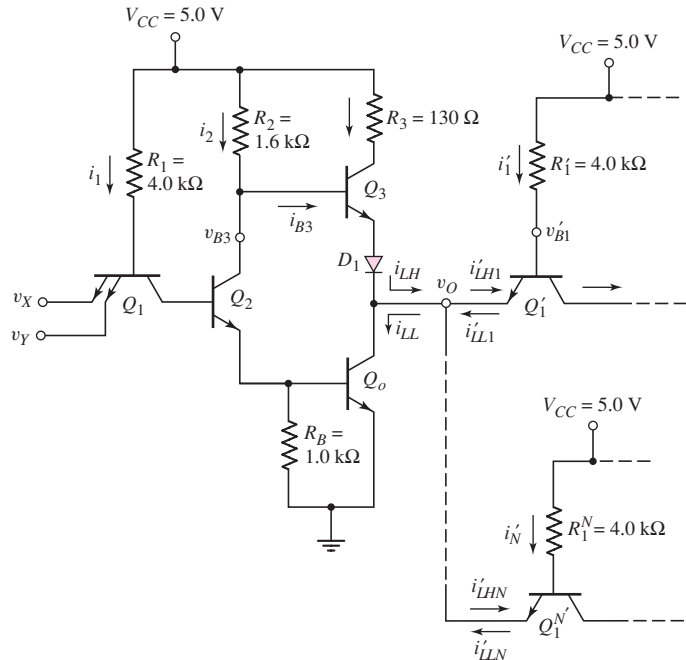 V_CC = 5.0 V
V_CC = 5.0 V
R_2 =
1.6 kΩ
R_3 = 130 Ω
i_2
R_1 =
4.0 kΩ
i_1
i'_1
R'_1 = 4.0 kΩ
Q_3
i_B3
v_B3
v'_B1
D_1
i_LH
i'_LH1
v_O
v_X
Q_1
Q_2
Q'_1
v_Y
i_LL
i'_LL1
Q_o
V_CC = 5.0 V
R_B =
1.0 kΩ
i'_N
R_1^N = 4.0 kΩ
i'_LHN
Q_1^N'
i'_LLN